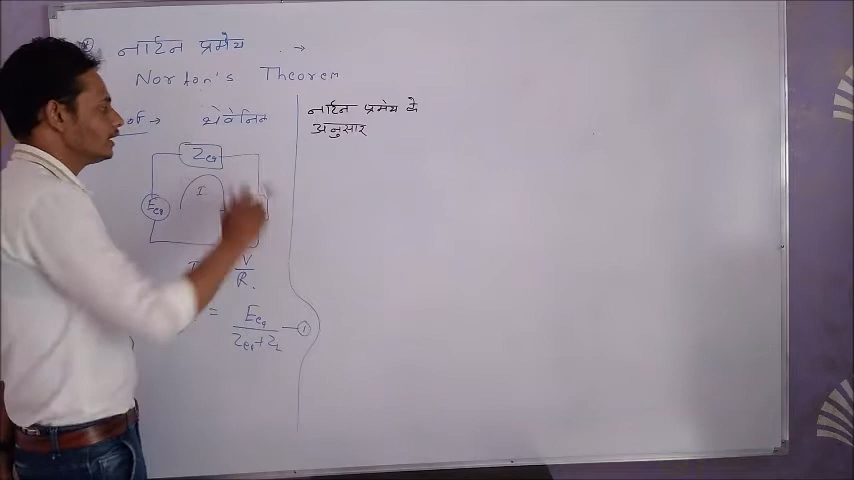 नार्टन प्रमेय . →
Norton's Theorem
of → थेवेनिन
Zeq
I
Eeq
V
R.
=
Eeq
Zeq+ZL
1
नार्टन प्रमेय के
अनुसार